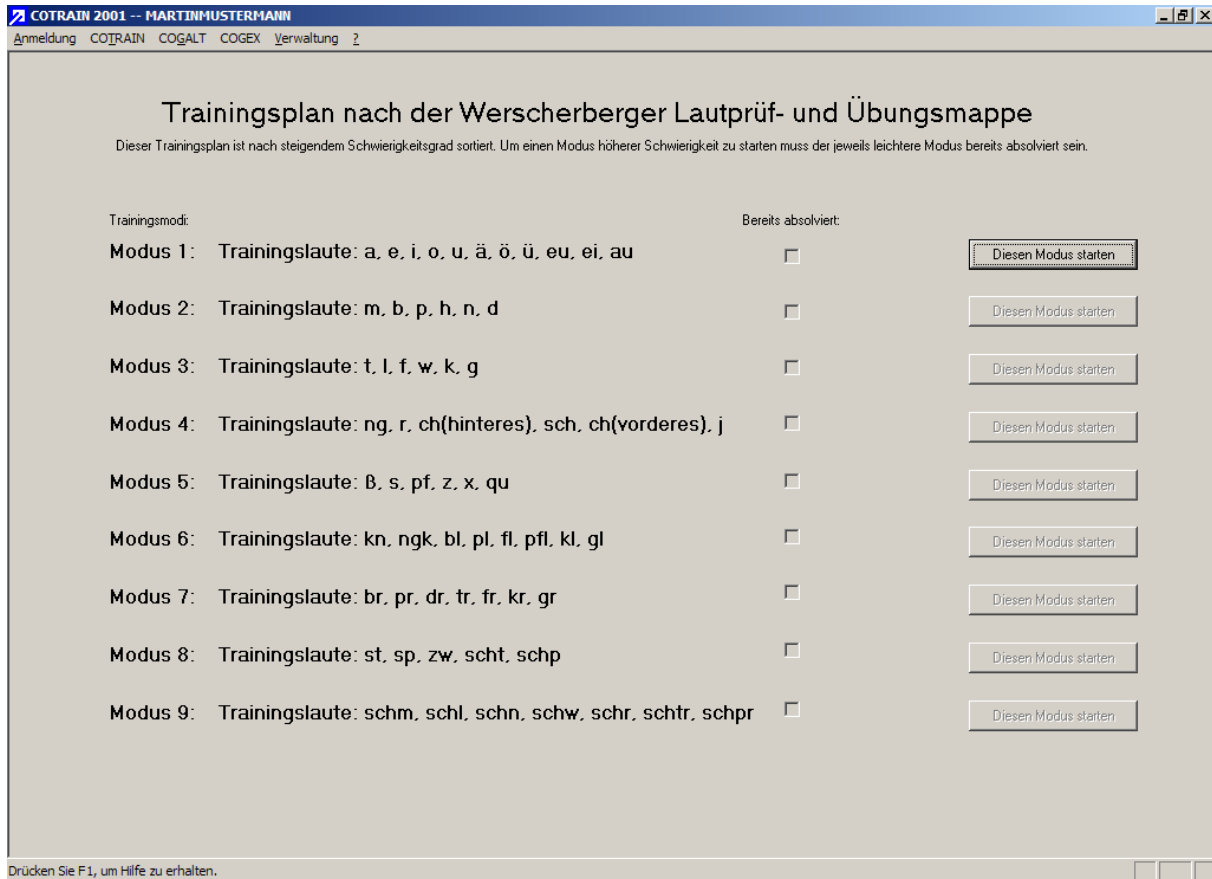 COTRAIN 2001 -- MARTINMUSTERMANN
Anmeldung COTRAIN COGALT COGEX Verwaltung ?
Trainingsplan nach der Werscherberger Lautprüf- und Übungsmappe
Dieser Trainingsplan ist nach steigendem Schwierigkeitsgrad sortiert. Um einen Modus höherer Schwierigkeit zu starten muss der jeweils leichtere Modus bereits absolviert sein.
Trainingsmodi: Bereits absolviert:
Modus 1: Trainingslaute: a, e, i, o, u, ä, ö, ü, eu, ei, au Diesen Modus starten
Modus 2: Trainingslaute: m, b, p, h, n, d Diesen Modus starten
Modus 3: Trainingslaute: t, l, f, w, k, g Diesen Modus starten
Modus 4: Trainingslaute: ng, r, ch(hinteres), sch, ch(vorderes), j Diesen Modus starten
Modus 5: Trainingslaute: ß, s, pf, z, x, qu Diesen Modus starten
Modus 6: Trainingslaute: kn, ngk, bl, pl, fl, pfl, kl, gl Diesen Modus starten
Modus 7: Trainingslaute: br, pr, dr, tr, fr, kr, gr Diesen Modus starten
Modus 8: Trainingslaute: st, sp, zw, scht, schp Diesen Modus starten
Modus 9: Trainingslaute: schm, schl, schn, schw, schr, schtr, schpr Diesen Modus starten
Drücken Sie F1, um Hilfe zu erhalten.